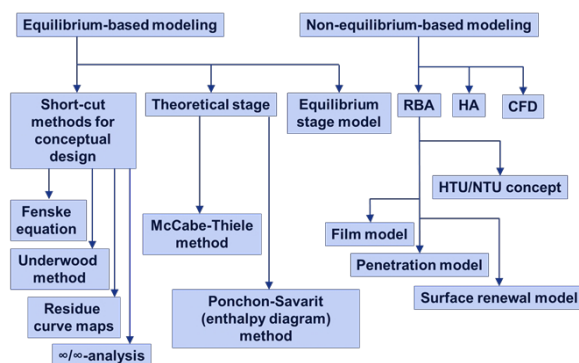 Equilibrium-based modeling
Non-equilibrium-based modeling
Short-cut
methods for
conceptual
design
Theoretical stage
Equilibrium
stage model
RBA
HA
CFD
HTU/NTU concept
Fenske
equation
McCabe-Thiele
method
Film model
Underwood
method
Penetration model
Residue
curve maps
Ponchon-Savarit
(enthalpy diagram)
method
Surface renewal model
∞/∞-analysis